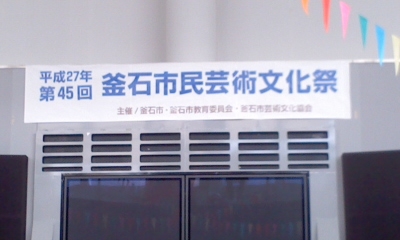 平成27年
第45回 釜石市民芸術文化祭
主催/釜石市・釜石市教育委員会・釜石市芸術文化協会